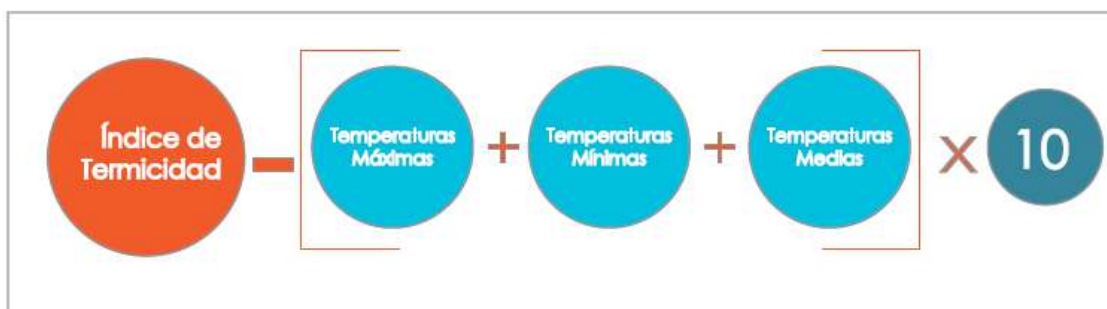 Índice de
Termicidad
-
[
Temperaturas
Máximas
+
Temperaturas
Mínimas
+
Temperaturas
Medias
]
X
10